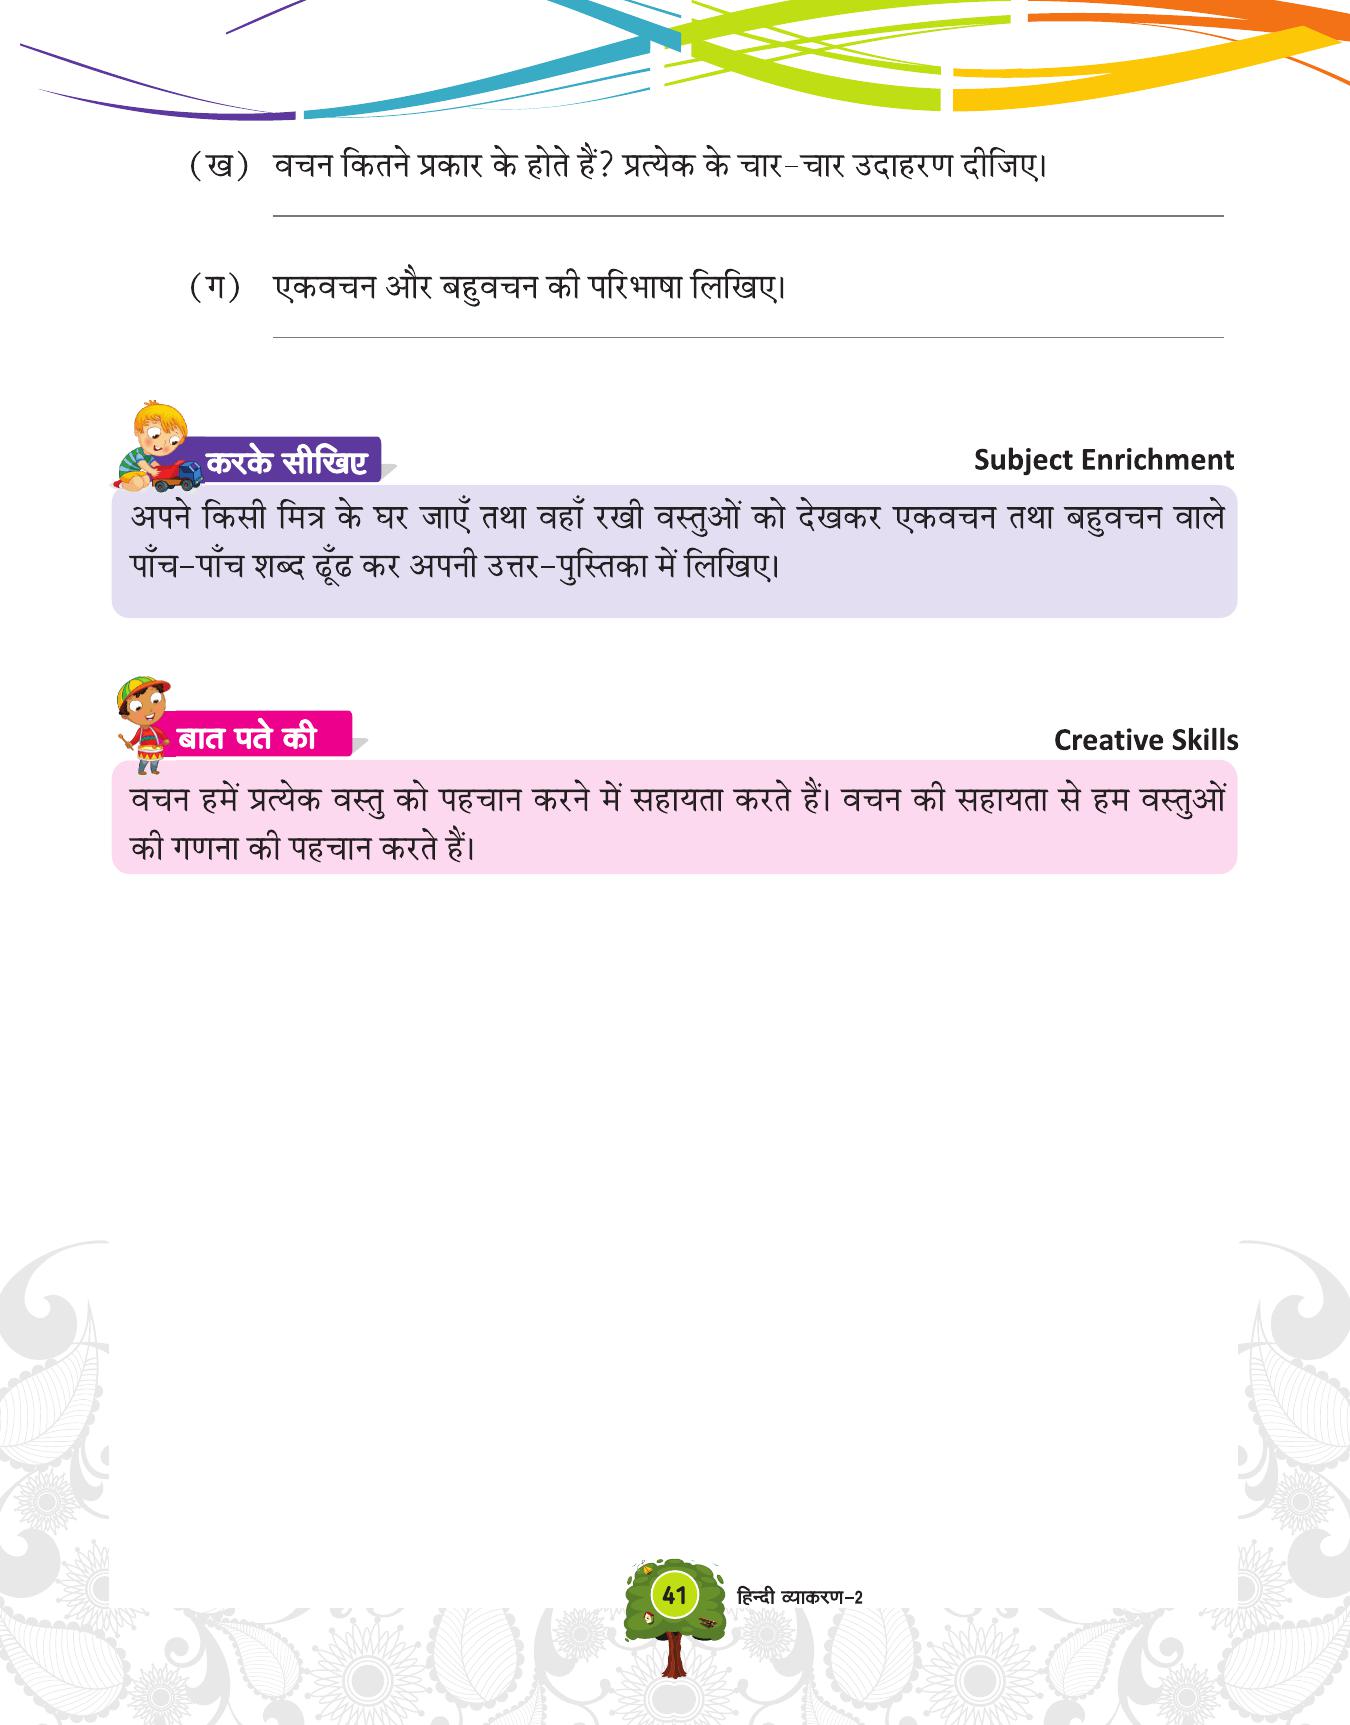 (ख) वचन कितने प्रकार के होते हैं? प्रत्येक के चार-चार उदाहरण दीजिए।
(ग) एकवचन और बहुवचन की परिभाषा लिखिए।
करके सीखिए
Subject Enrichment
अपने किसी मित्र के घर जाएँ तथा वहाँ रखी वस्तुओं को देखकर एकवचन तथा बहुवचन वाले
पाँच-पाँच शब्द ढूँढ कर अपनी उत्तर-पुस्तिका में लिखिए।
बात पते की
Creative Skills
वचन हमें प्रत्येक वस्तु को पहचान करने में सहायता करते हैं। वचन की सहायता से हम वस्तुओं
की गणना की पहचान करते हैं।
41 हिन्दी व्याकरण-2